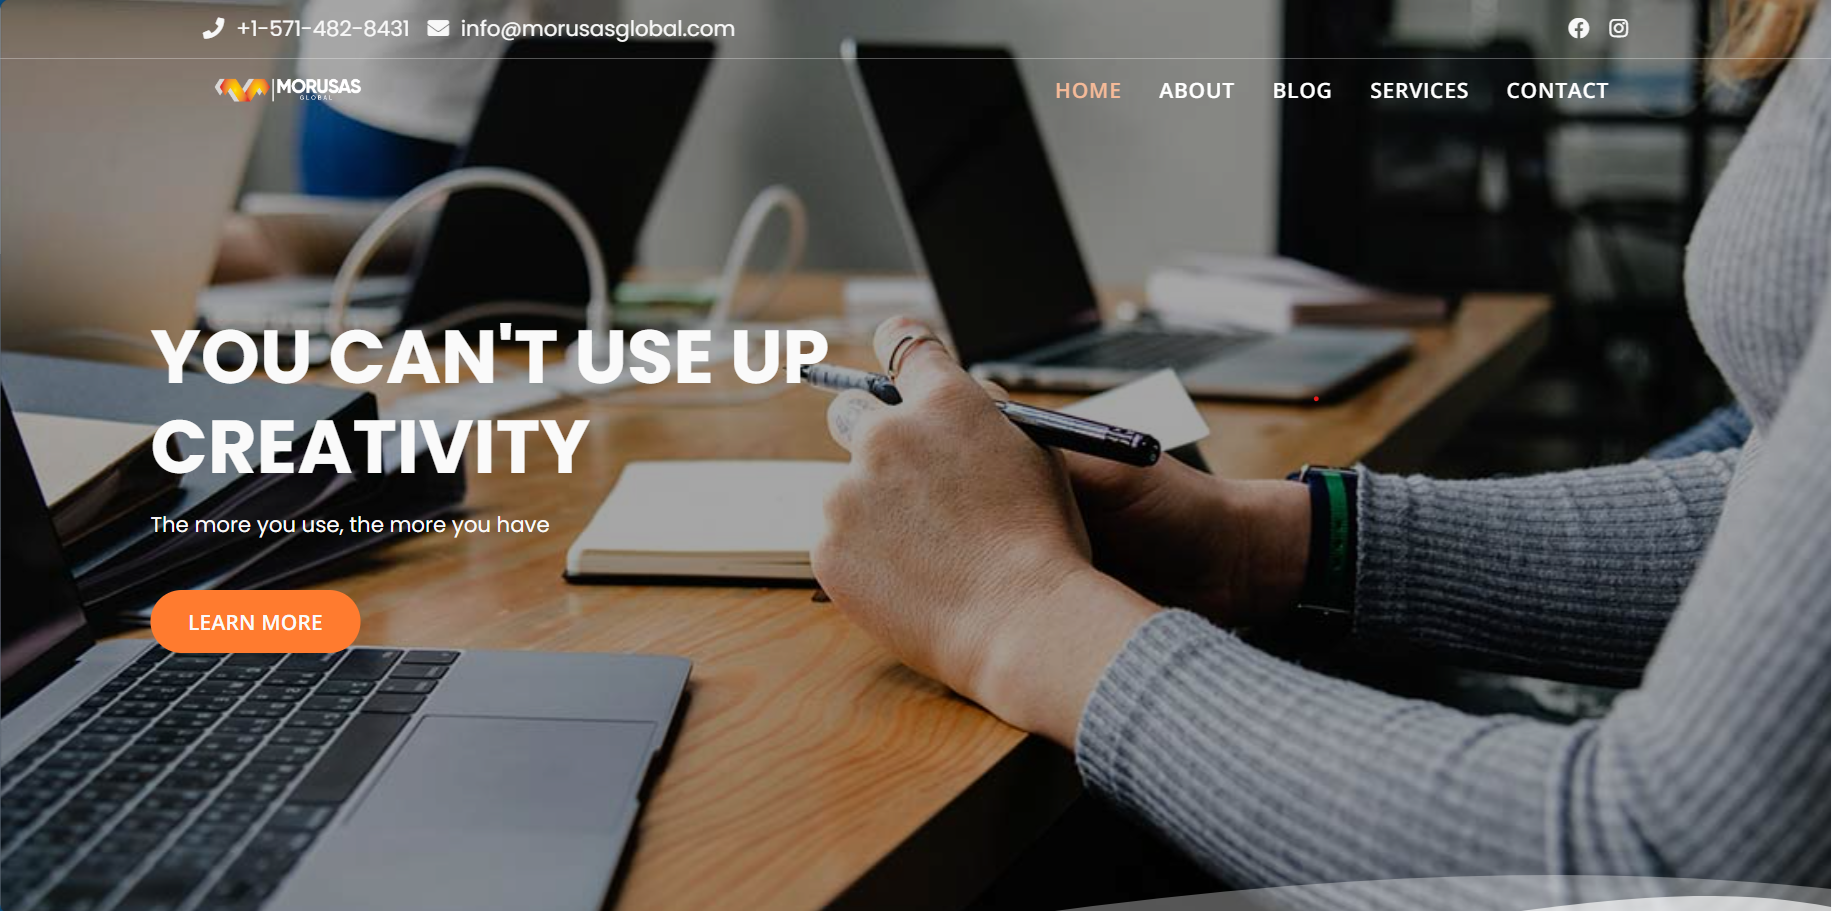 +1-571-482-8431 info@morusasglobal.com
MORUSAS
GLOBAL
HOME ABOUT BLOG SERVICES CONTACT
YOU CAN'T USE UP
CREATIVITY
The more you use, the more you have
LEARN MORE